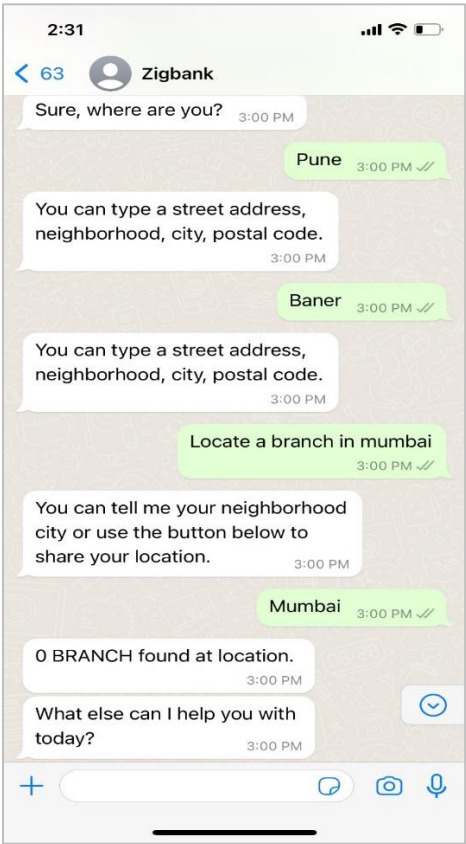 2:31
63 Zigbank
Sure, where are you? 3:00 PM
Pune 3:00 PM
You can type a street address,
neighborhood, city, postal code.
3:00 PM
Baner 3:00 PM
You can type a street address,
neighborhood, city, postal code.
3:00 PM
Locate a branch in mumbai
3:00 PM
You can tell me your neighborhood
city or use the button below to
share your location. 3:00 PM
Mumbai 3:00 PM
0 BRANCH found at location.
3:00 PM
What else can I help you with
today? 3:00 PM